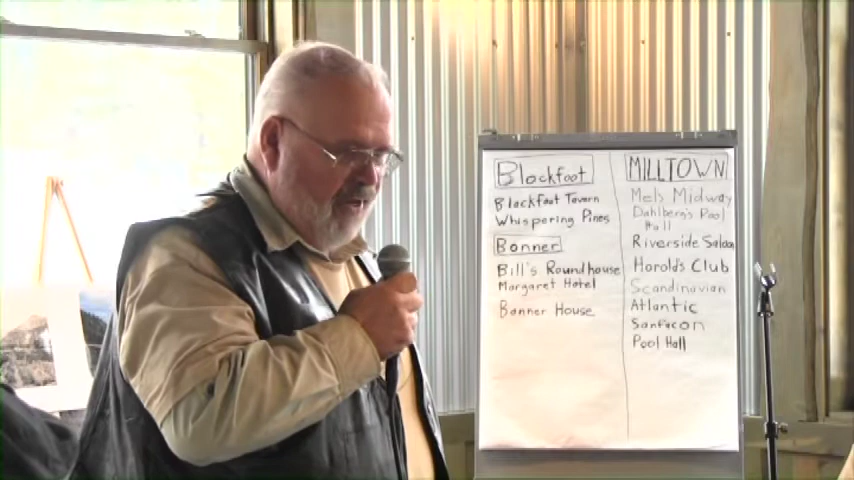 Blackfoot
Blackfoot Tavern
Whispering Pines
Bonner
Bill's Roundhouse
Margaret Hotel
Bonner House
MILLTOWN
Mel's Midway
Dahlberg's Pool
Hall
Riverside Saloon
Harold's Club
Scandinavian
Atlantic
Sanfacon
Pool Hall